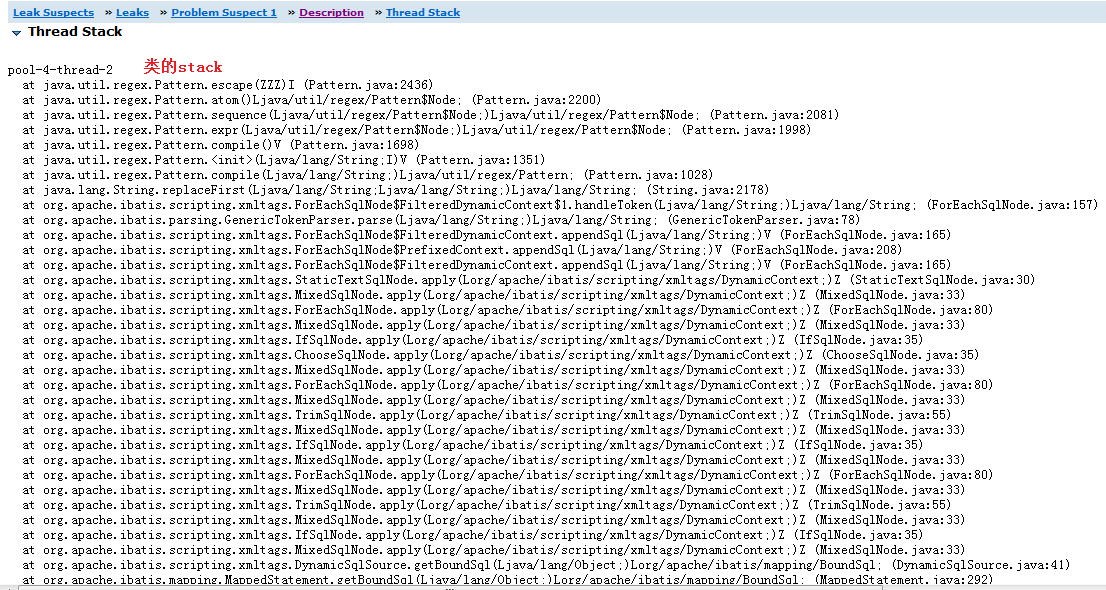 Leak Suspects » Leaks » Problem Suspect 1 » Description » Thread Stack
Thread Stack
pool-4-thread-2 类的stack
at java.util.regex.Pattern.escape(ZZZ)I (Pattern.java:2436)
at java.util.regex.Pattern.atom()Ljava/util/regex/Pattern$Node; (Pattern.java:2200)
at java.util.regex.Pattern.sequence(Ljava/util/regex/Pattern$Node;)Ljava/util/regex/Pattern$Node; (Pattern.java:2081)
at java.util.regex.Pattern.expr(Ljava/util/regex/Pattern$Node;)Ljava/util/regex/Pattern$Node; (Pattern.java:1998)
at java.util.regex.Pattern.compile()V (Pattern.java:1698)
at java.util.regex.Pattern.<init>(Ljava/lang/String;I)V (Pattern.java:1351)
at java.util.regex.Pattern.compile(Ljava/lang/String;)Ljava/util/regex/Pattern; (Pattern.java:1028)
at java.lang.String.replaceFirst(Ljava/lang/String;Ljava/lang/String;)Ljava/lang/String; (String.java:2178)
at org.apache.ibatis.scripting.xmltags.ForEachSqlNode$FilteredDynamicContext$1.handleToken(Ljava/lang/String;)Ljava/lang/String; (ForEachSqlNode.java:157)
at org.apache.ibatis.parsing.GenericTokenParser.parse(Ljava/lang/String;)Ljava/lang/String; (GenericTokenParser.java:78)
at org.apache.ibatis.scripting.xmltags.ForEachSqlNode$FilteredDynamicContext.appendSql(Ljava/lang/String;)V (ForEachSqlNode.java:165)
at org.apache.ibatis.scripting.xmltags.ForEachSqlNode$PrefixedContext.appendSql(Ljava/lang/String;)V (ForEachSqlNode.java:208)
at org.apache.ibatis.scripting.xmltags.ForEachSqlNode$FilteredDynamicContext.appendSql(Ljava/lang/String;)V (ForEachSqlNode.java:165)
at org.apache.ibatis.scripting.xmltags.StaticTextSqlNode.apply(Lorg/apache/ibatis/scripting/xmltags/DynamicContext;)Z (StaticTextSqlNode.java:30)
at org.apache.ibatis.scripting.xmltags.MixedSqlNode.apply(Lorg/apache/ibatis/scripting/xmltags/DynamicContext;)Z (MixedSqlNode.java:33)
at org.apache.ibatis.scripting.xmltags.ForEachSqlNode.apply(Lorg/apache/ibatis/scripting/xmltags/DynamicContext;)Z (ForEachSqlNode.java:80)
at org.apache.ibatis.scripting.xmltags.MixedSqlNode.apply(Lorg/apache/ibatis/scripting/xmltags/DynamicContext;)Z (MixedSqlNode.java:33)
at org.apache.ibatis.scripting.xmltags.IfSqlNode.apply(Lorg/apache/ibatis/scripting/xmltags/DynamicContext;)Z (IfSqlNode.java:35)
at org.apache.ibatis.scripting.xmltags.ChooseSqlNode.apply(Lorg/apache/ibatis/scripting/xmltags/DynamicContext;)Z (ChooseSqlNode.java:35)
at org.apache.ibatis.scripting.xmltags.MixedSqlNode.apply(Lorg/apache/ibatis/scripting/xmltags/DynamicContext;)Z (MixedSqlNode.java:33)
at org.apache.ibatis.scripting.xmltags.ForEachSqlNode.apply(Lorg/apache/ibatis/scripting/xmltags/DynamicContext;)Z (ForEachSqlNode.java:80)
at org.apache.ibatis.scripting.xmltags.MixedSqlNode.apply(Lorg/apache/ibatis/scripting/xmltags/DynamicContext;)Z (MixedSqlNode.java:33)
at org.apache.ibatis.scripting.xmltags.TrimSqlNode.apply(Lorg/apache/ibatis/scripting/xmltags/DynamicContext;)Z (TrimSqlNode.java:55)
at org.apache.ibatis.scripting.xmltags.MixedSqlNode.apply(Lorg/apache/ibatis/scripting/xmltags/DynamicContext;)Z (MixedSqlNode.java:33)
at org.apache.ibatis.scripting.xmltags.IfSqlNode.apply(Lorg/apache/ibatis/scripting/xmltags/DynamicContext;)Z (IfSqlNode.java:35)
at org.apache.ibatis.scripting.xmltags.MixedSqlNode.apply(Lorg/apache/ibatis/scripting/xmltags/DynamicContext;)Z (MixedSqlNode.java:33)
at org.apache.ibatis.scripting.xmltags.ForEachSqlNode.apply(Lorg/apache/ibatis/scripting/xmltags/DynamicContext;)Z (ForEachSqlNode.java:80)
at org.apache.ibatis.scripting.xmltags.MixedSqlNode.apply(Lorg/apache/ibatis/scripting/xmltags/DynamicContext;)Z (MixedSqlNode.java:33)
at org.apache.ibatis.scripting.xmltags.TrimSqlNode.apply(Lorg/apache/ibatis/scripting/xmltags/DynamicContext;)Z (TrimSqlNode.java:55)
at org.apache.ibatis.scripting.xmltags.MixedSqlNode.apply(Lorg/apache/ibatis/scripting/xmltags/DynamicContext;)Z (MixedSqlNode.java:33)
at org.apache.ibatis.scripting.xmltags.IfSqlNode.apply(Lorg/apache/ibatis/scripting/xmltags/DynamicContext;)Z (IfSqlNode.java:35)
at org.apache.ibatis.scripting.xmltags.MixedSqlNode.apply(Lorg/apache/ibatis/scripting/xmltags/DynamicContext;)Z (MixedSqlNode.java:33)
at org.apache.ibatis.scripting.xmltags.DynamicSqlSource.getBoundSql(Ljava/lang/Object;)Lorg/apache/ibatis/mapping/BoundSql; (DynamicSqlSource.java:41)
at org.apache.ibatis.mapping.MappedStatement.getBoundSql(Ljava/lang/Object;)Lorg/apache/ibatis/mapping/BoundSql; (MappedStatement.java:292)